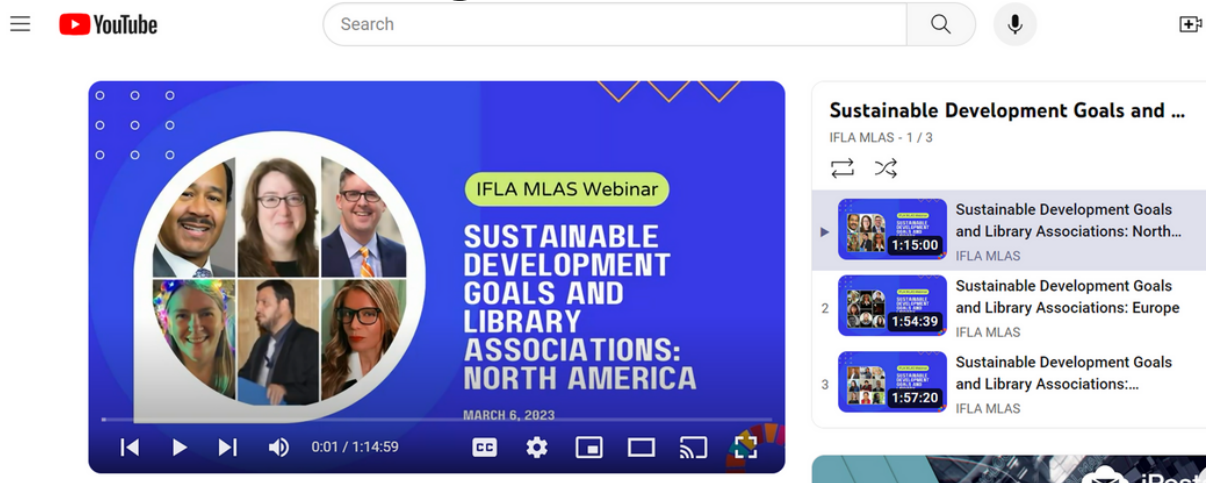 YouTube
Search
IFLA MLAS Webinar
SUSTAINABLE
DEVELOPMENT
GOALS AND
LIBRARY
ASSOCIATIONS:
NORTH AMERICA
MARCH 6, 2023
0:01 / 1:14:59
CC
Sustainable Development Goals and ...
IFLA MLAS - 1 / 3
1:15:00
Sustainable Development Goals
and Library Associations: North...
IFLA MLAS
2
1:54:39
Sustainable Development Goals
and Library Associations: Europe
IFLA MLAS
3
1:57:20
Sustainable Development Goals
and Library Associations:...
IFLA MLAS